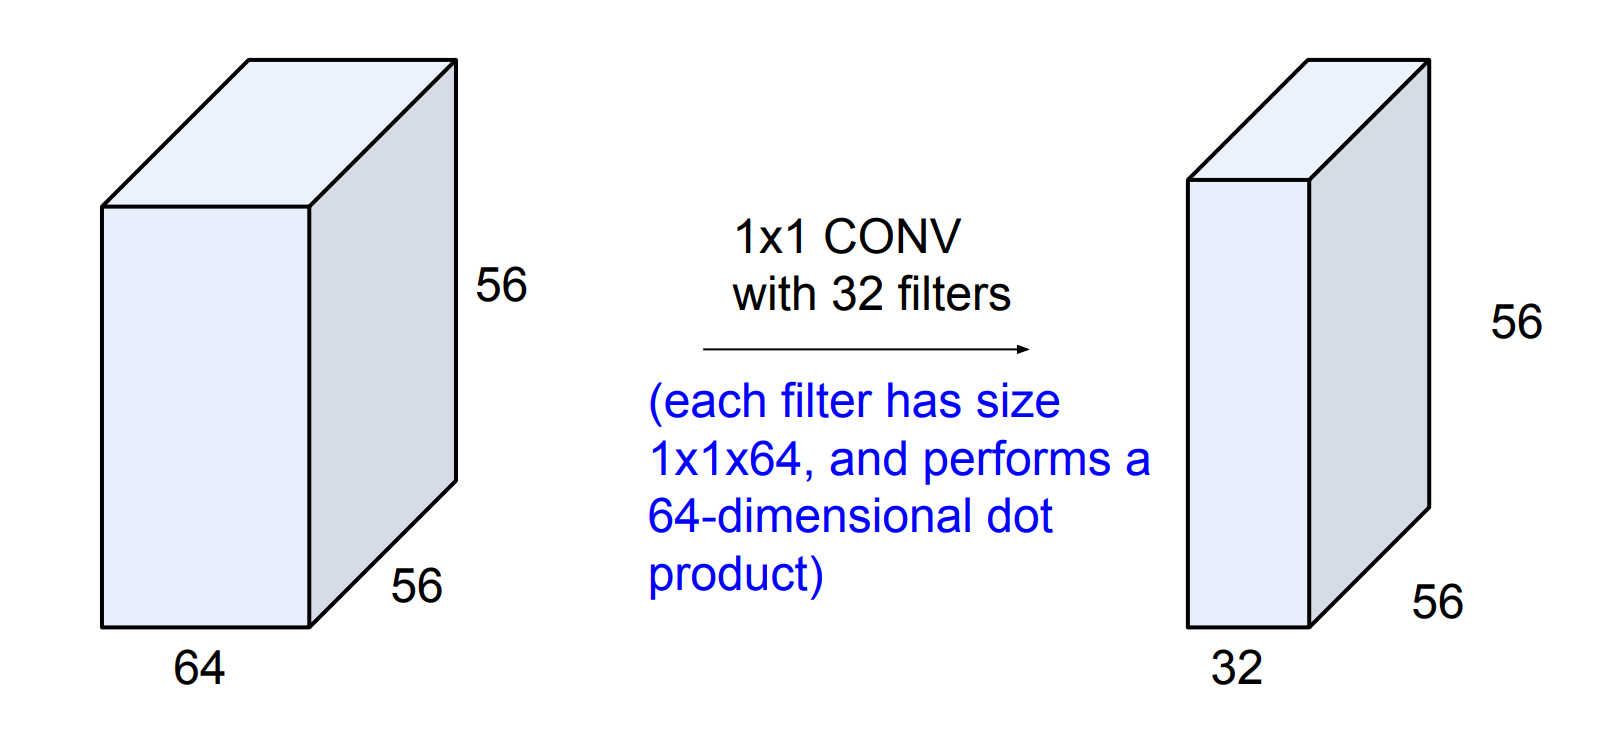 56
56
64
1x1 CONV
with 32 filters
(each filter has size
1x1x64, and performs a
64-dimensional dot
product)
56
56
32